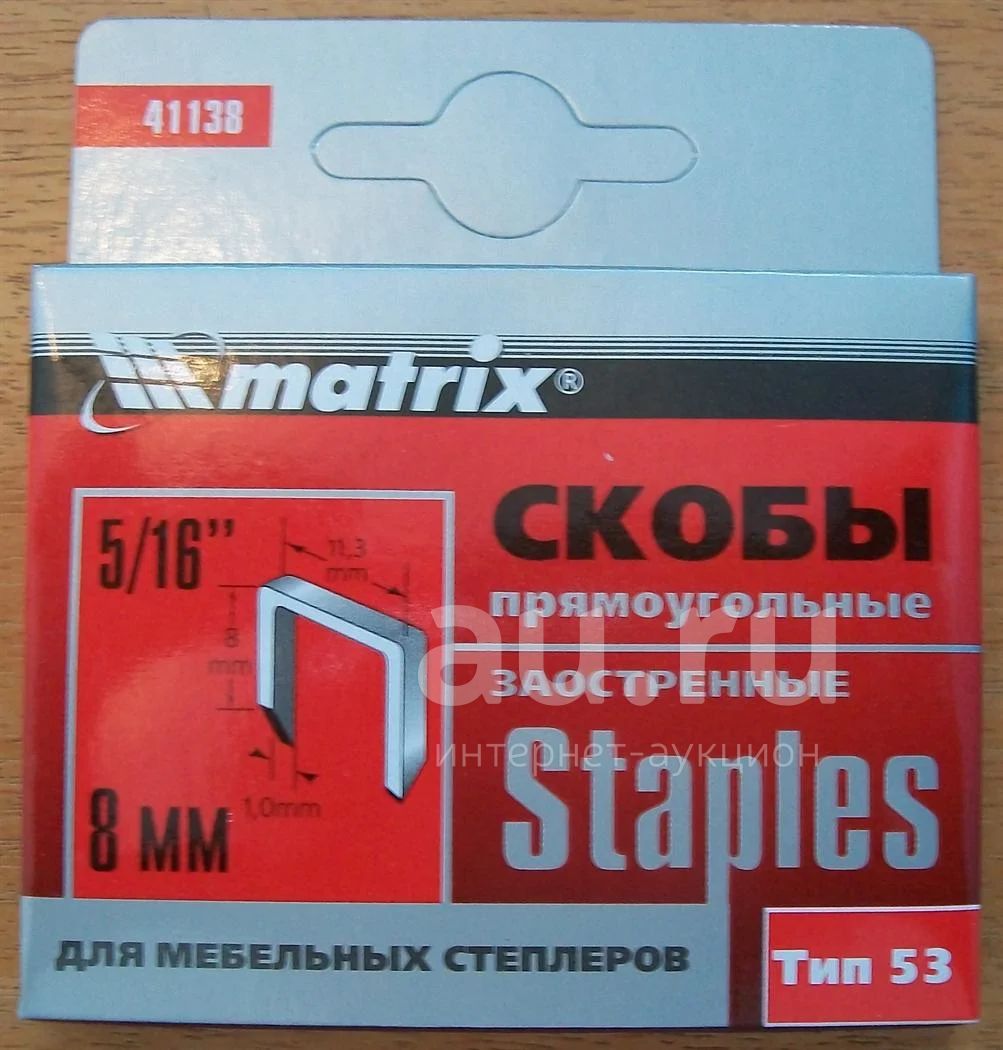 41138
matrix®
СКОБЫ
прямоугольные
ЗАОСТРЕННЫЕ
Staples
5/16’’
11,3
mm
8
mm
1,0mm
8 мм
ДЛЯ МЕБЕЛЬНЫХ СТЕПЛЕРОВ
Тип 53
au.ru
интернет-аукцион